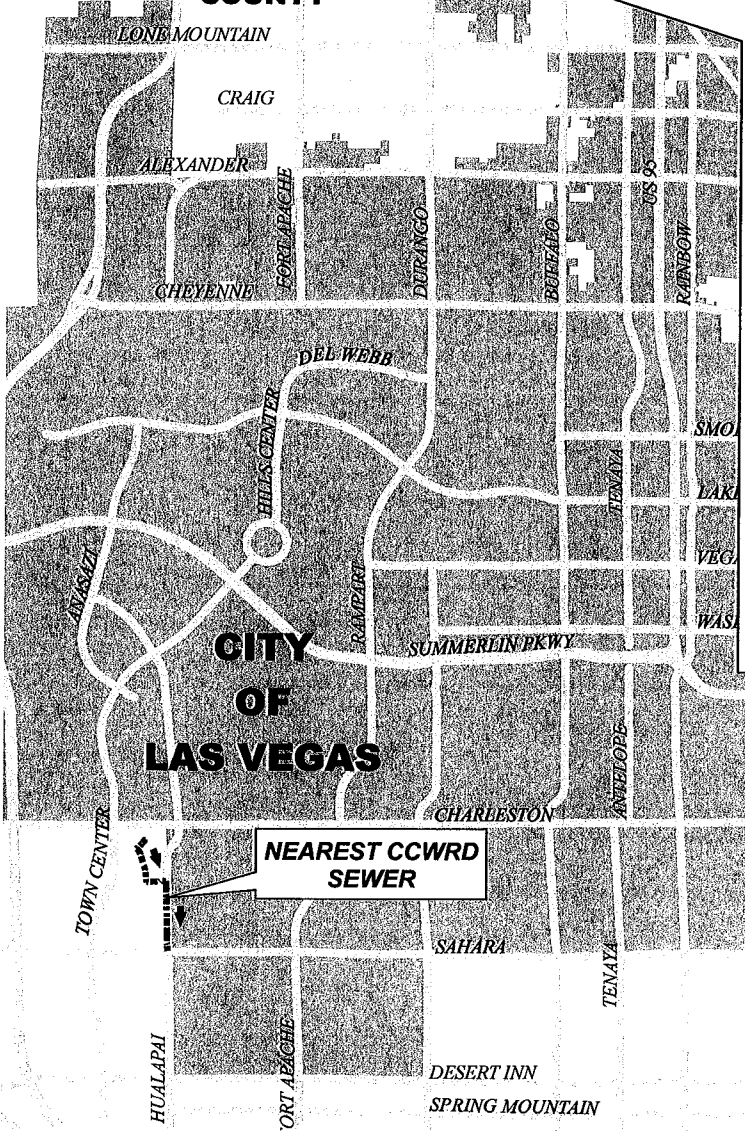 COUNTY
LONE MOUNTAIN
CRAIG
ALEXANDER
FORT APACHE
DURANGO
BUFFALO
US 95
RAINBOW
CHEYENNE
DEL WEBB
HILLS CENTER
SMO
TENAYA
LAKE
ANASAZI
RAMPART
VEGA
WAS
SUMMERLIN PKWY
CITY
OF
LAS VEGAS
ANTELOPE
TOWN CENTER
CHARLESTON
NEAREST CCWRD
SEWER
SAHARA
TENAYA
HUALAPAI
FORT APACHE
DESERT INN
SPRING MOUNTAIN